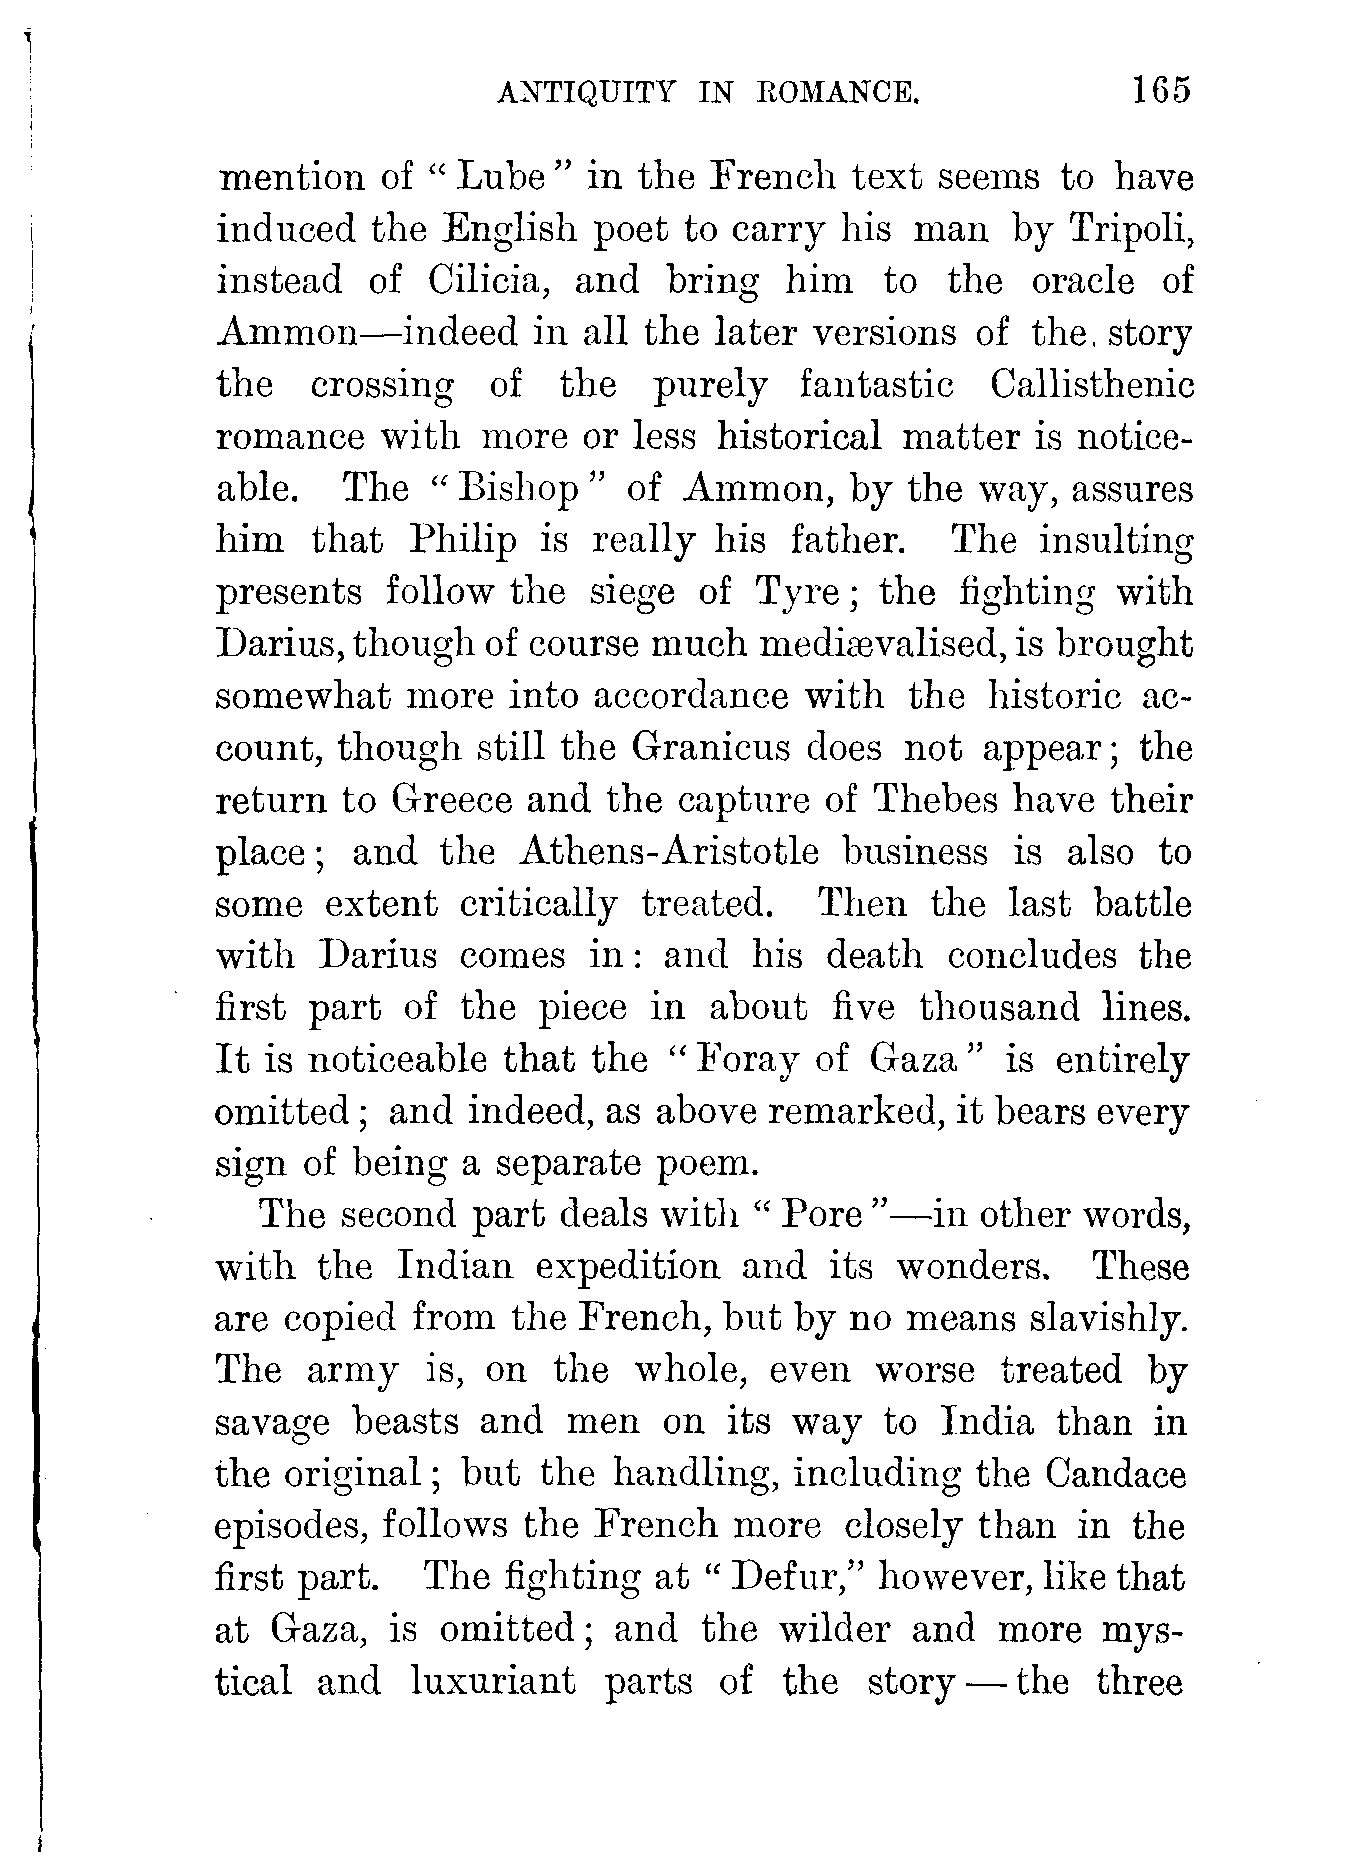 ANTIQUITY IN ROMANCE. 165
mention of " Lube " in the French text seems to have
induced the English poet to carry his man by Tripoli,
instead of Cilicia, and bring him to the oracle of
Ammon—indeed in all the later versions of the. story
the crossing of the purely fantastic Callisthenic
romance with more or less historical matter is notice-
able. The " Bishop " of Ammon, by the way, assures
him that Philip is really his father. The insulting
presents follow the siege of Tyre ; the fighting with
Darius, though of course much mediævalised, is brought
somewhat more into accordance with the historic ac-
count, though still the Granicus does not appear ; the
return to Greece and the capture of Thebes have their
place ; and the Athens-Aristotle business is also to
some extent critically treated. Then the last battle
with Darius comes in : and his death concludes the
first part of the piece in about five thousand lines.
It is noticeable that the " Foray of Gaza " is entirely
omitted ; and indeed, as above remarked, it bears every
sign of being a separate poem.
The second part deals with " Pore "—in other words,
with the Indian expedition and its wonders. These
are copied from the French, but by no means slavishly.
The army is, on the whole, even worse treated by
savage beasts and men on its way to India than in
the original ; but the handling, including the Candace
episodes, follows the French more closely than in the
first part. The fighting at " Defur," however, like that
at Gaza, is omitted ; and the wilder and more mys-
tical and luxuriant parts of the story — the three